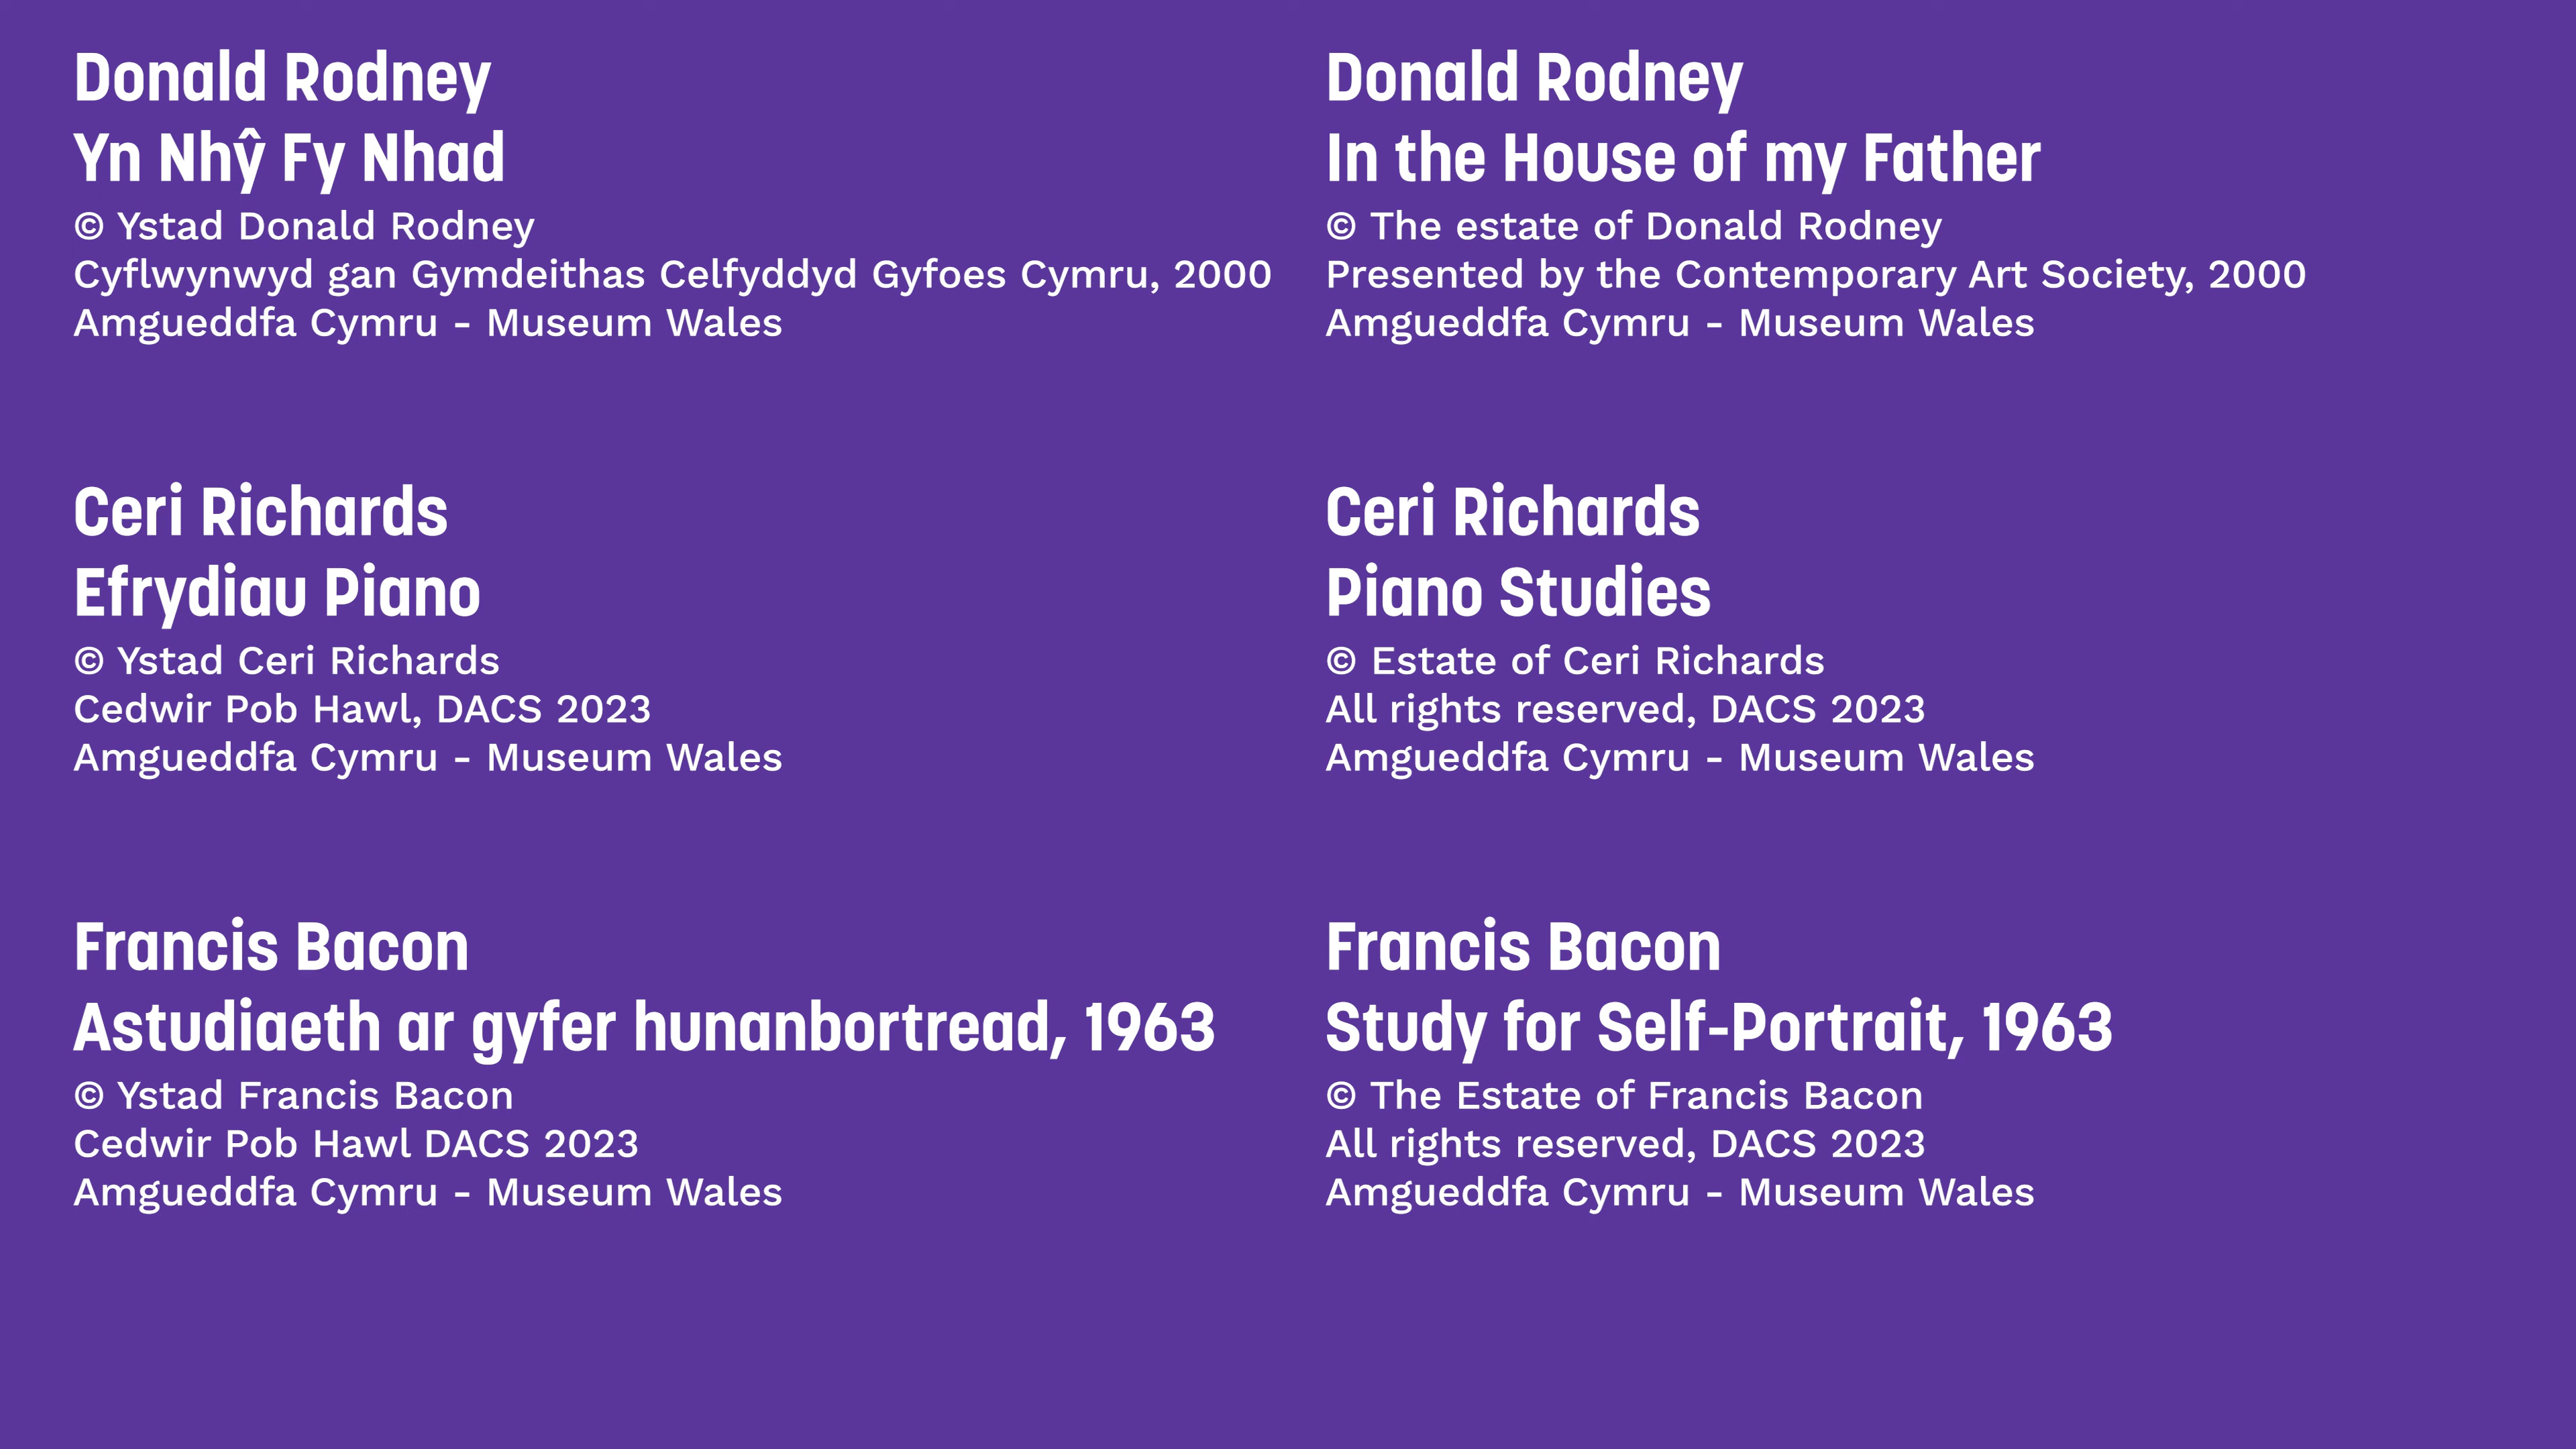 Donald Rodney
Yn Nhŷ Fy Nhad
© Ystad Donald Rodney
Cyflwynwyd gan Gymdeithas Celfyddyd Gyfoes Cymru, 2000
Amgueddfa Cymru - Museum Wales
Ceri Richards
Efrydiau Piano
© Ystad Ceri Richards
Cedwir Pob Hawl, DACS 2023
Amgueddfa Cymru - Museum Wales
Francis Bacon
Astudiaeth ar gyfer hunanbortread, 1963
© Ystad Francis Bacon
Cedwir Pob Hawl DACS 2023
Amgueddfa Cymru - Museum Wales
Donald Rodney
In the House of my Father
© The estate of Donald Rodney
Presented by the Contemporary Art Society, 2000
Amgueddfa Cymru - Museum Wales
Ceri Richards
Piano Studies
© Estate of Ceri Richards
All rights reserved, DACS 2023
Amgueddfa Cymru - Museum Wales
Francis Bacon
Study for Self-Portrait, 1963
© The Estate of Francis Bacon
All rights reserved, DACS 2023
Amgueddfa Cymru - Museum Wales